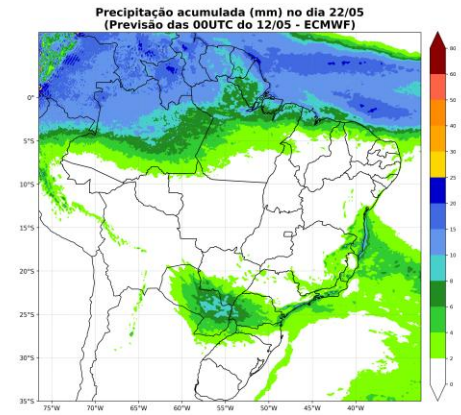 Precipitação acumulada (mm) no dia 22/05
(Previsão das 00UTC do 12/05 - ECMWF)
80
60
50
40
30
25
20
15
10
8
6
4
2
0
0°
5°S
10°S
15°S
20°S
25°S
30°S
35°S
75°W
70°W
65°W
60°W
55°W
50°W
45°W
40°W